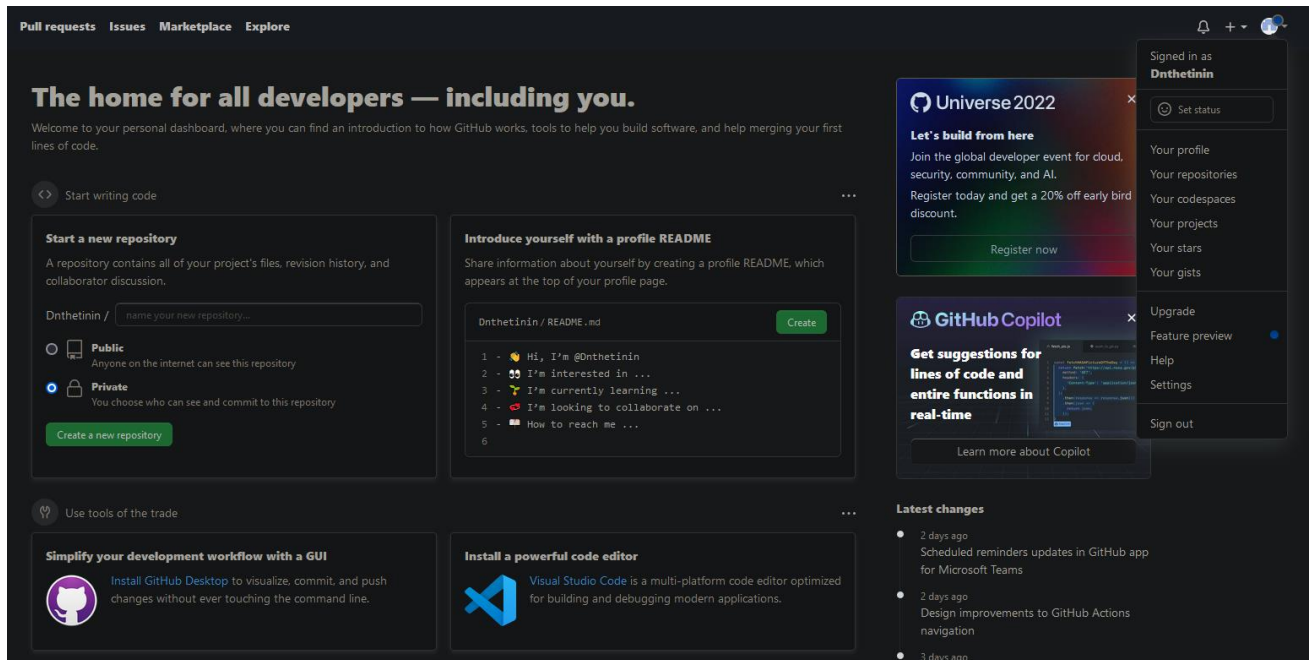 Pull requests Issues Marketplace Explore
The home for all developers — including you.
Welcome to your personal dashboard, where you can find an introduction to how GitHub works, tools to help you build software, and help merging your first
lines of code.
Start writing code
Start a new repository
A repository contains all of your project's files, revision history, and
collaborator discussion.
Dnthetinin / name your new repository...
Public
Anyone on the internet can see this repository
Private
You choose who can see and commit to this repository
Create a new repository
Introduce yourself with a profile README
Share information about yourself by creating a profile README, which
appears at the top of your profile page.
Dnthetinin / README.md
Create
1 - 👋 Hi, I'm @Dnthetinin
2 - 👀 I'm interested in ...
3 - 🌱 I'm currently learning ...
4 - 💞️ I'm looking to collaborate on ...
5 - 📫 How to reach me ...
6
Use tools of the trade
Simplify your development workflow with a GUI
Install GitHub Desktop to visualize, commit, and push
changes without ever touching the command line.
Install a powerful code editor
Visual Studio Code is a multi-platform code editor optimized
for building and debugging modern applications.
Universe 2022
Let's build from here
Join the global developer event for cloud,
security, community, and AI.
Register today and get a 20% off early bird
discount.
Register now
GitHub Copilot
Get suggestions for
lines of code and
entire functions in
real-time
Learn more about Copilot
Latest changes
2 days ago
Scheduled reminders updates in GitHub app
for Microsoft Teams
2 days ago
Design improvements to GitHub Actions
navigation
3 days ago
Signed in as
Dnthetinin
Set status
Your profile
Your repositories
Your codespaces
Your projects
Your stars
Your gists
Upgrade
Feature preview
Help
Settings
Sign out